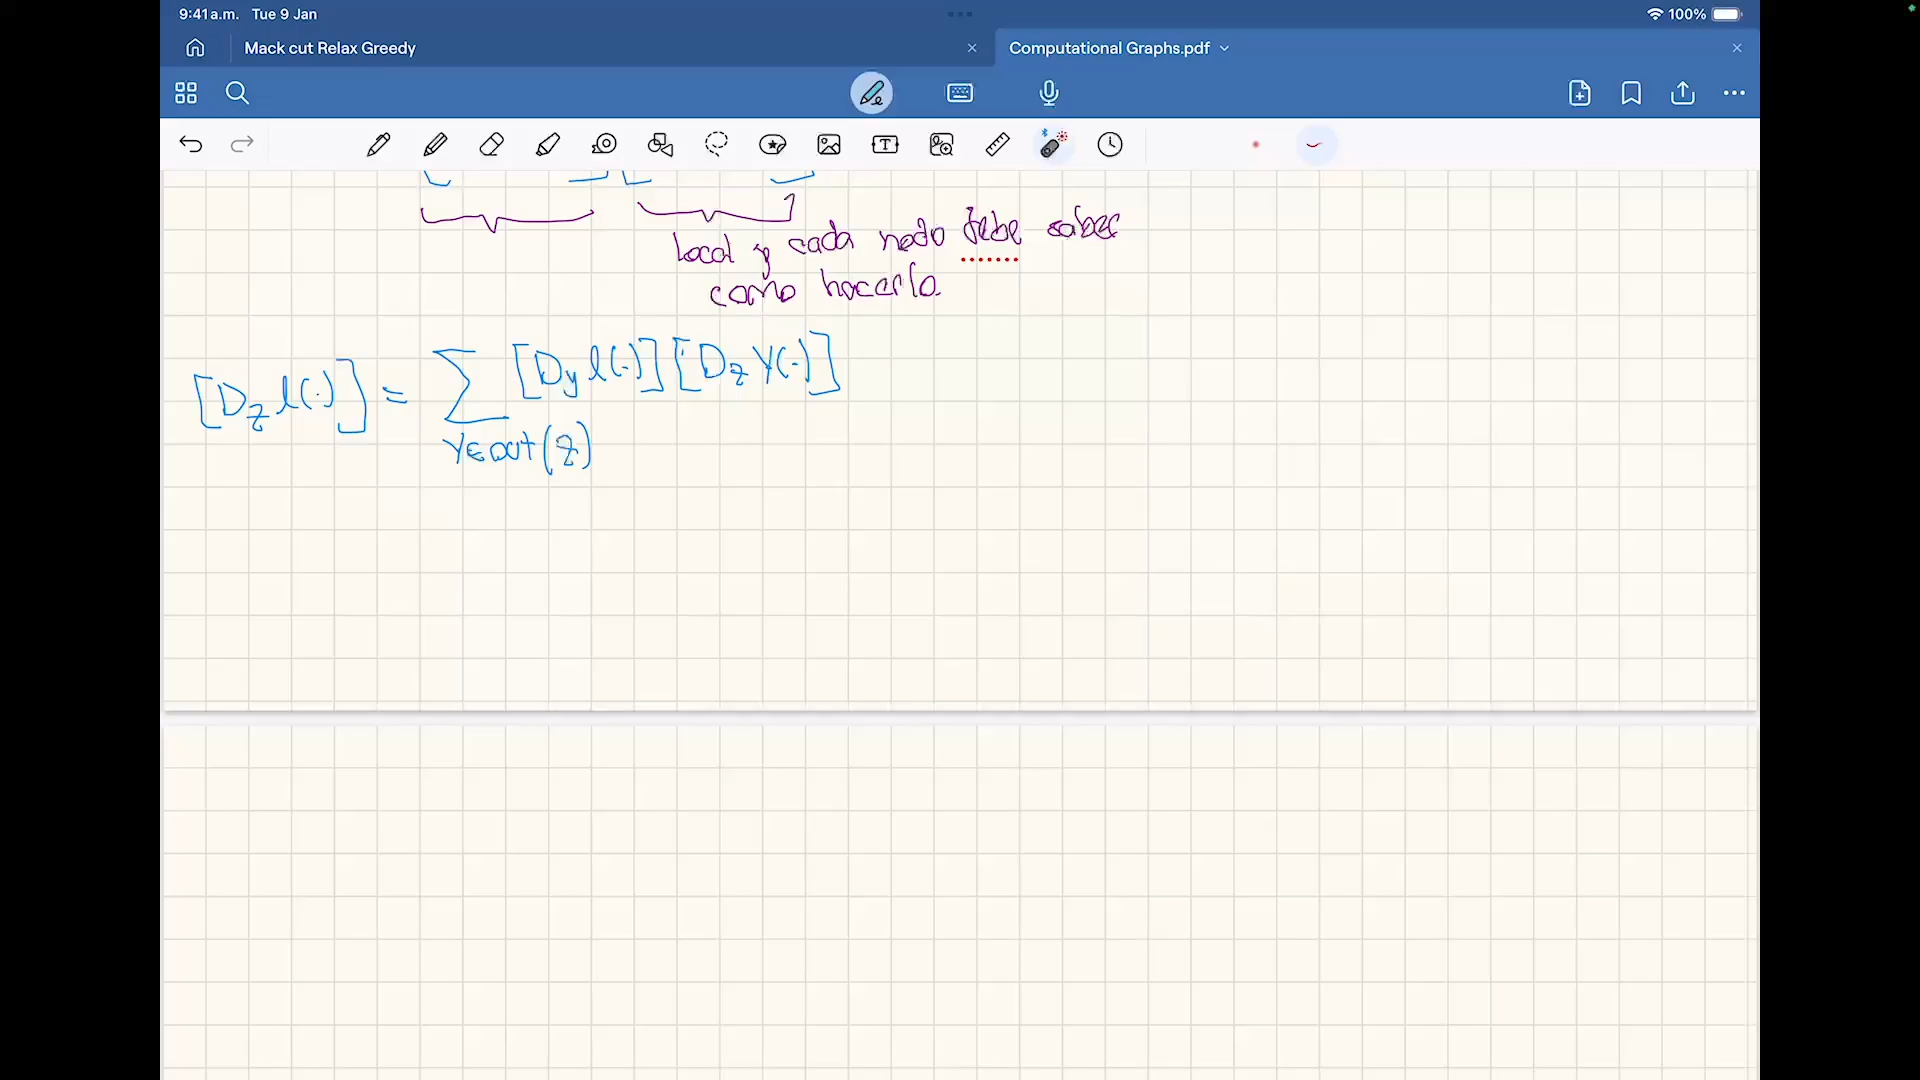 9:41 a.m. Tue 9 Jan
100%
Mack cut Relax Greedy
Computational Graphs.pdf
local y cada nodo debe saber
como hacerlo.
[D_z l(·)] = ∑_{y∈out(z)} [D_y l(·)][D_z y(·)]